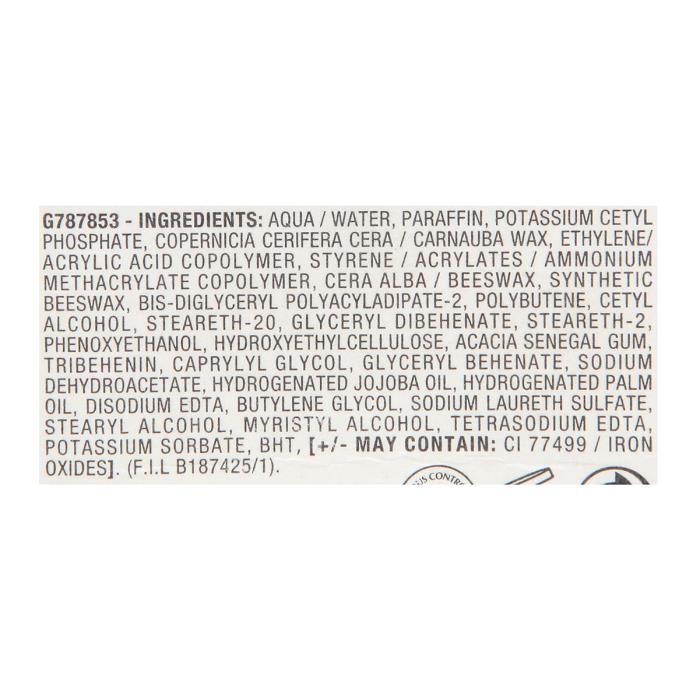 G787853 - INGREDIENTS: AQUA / WATER, PARAFFIN, POTASSIUM CETYL
PHOSPHATE, COPERNICIA CERIFERA CERA / CARNAUBA WAX, ETHYLENE/
ACRYLIC ACID COPOLYMER, STYRENE / ACRYLATES / AMMONIUM
METHACRYLATE COPOLYMER, CERA ALBA / BEESWAX, SYNTHETIC
BEESWAX, BIS-DIGLYCERYL POLYACYLADIPATE-2, POLYBUTENE, CETYL
ALCOHOL, STEARETH-20, GLYCERYL DIBEHENATE, STEARETH-2,
PHENOXYETHANOL, HYDROXYETHYLCELLULOSE, ACACIA SENEGAL GUM,
TRIBEHENIN, CAPRYLYL GLYCOL, GLYCERYL BEHENATE, SODIUM
DEHYDROACETATE, HYDROGENATED JOJOBA OIL, HYDROGENATED PALM
OIL, DISODIUM EDTA, BUTYLENE GLYCOL, SODIUM LAURETH SULFATE,
STEARYL ALCOHOL, MYRISTYL ALCOHOL, TETRASODIUM EDTA,
POTASSIUM SORBATE, BHT, [+/- MAY CONTAIN: CI 77499 / IRON
OXIDES]. (F.I.L B187425/1).